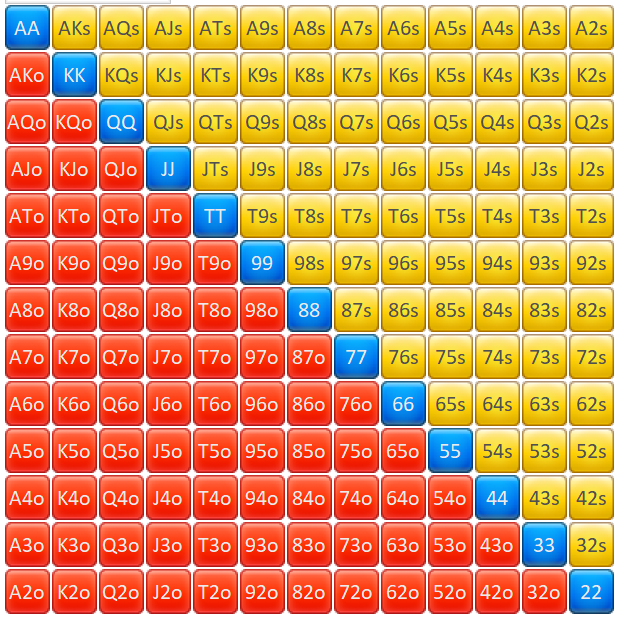 AA AKs AQs AJs ATs A9s A8s A7s A6s A5s A4s A3s A2s
AKo KK KQs KJs KTs K9s K8s K7s K6s K5s K4s K3s K2s
AQo KQo QQ QJs QTs Q9s Q8s Q7s Q6s Q5s Q4s Q3s Q2s
AJo KJo QJo JJ JTs J9s J8s J7s J6s J5s J4s J3s J2s
ATo KTo QTo JTo TT T9s T8s T7s T6s T5s T4s T3s T2s
A9o K9o Q9o J9o T9o 99 98s 97s 96s 95s 94s 93s 92s
A8o K8o Q8o J8o T8o 98o 88 87s 86s 85s 84s 83s 82s
A7o K7o Q7o J7o T7o 97o 87o 77 76s 75s 74s 73s 72s
A6o K6o Q6o J6o T6o 96o 86o 76o 66 65s 64s 63s 62s
A5o K5o Q5o J5o T5o 95o 85o 75o 65o 55 54s 53s 52s
A4o K4o Q4o J4o T4o 94o 84o 74o 64o 54o 44 43s 42s
A3o K3o Q3o J3o T3o 93o 83o 73o 63o 53o 43o 33 32s
A2o K2o Q2o J2o T2o 92o 82o 72o 62o 52o 42o 32o 22